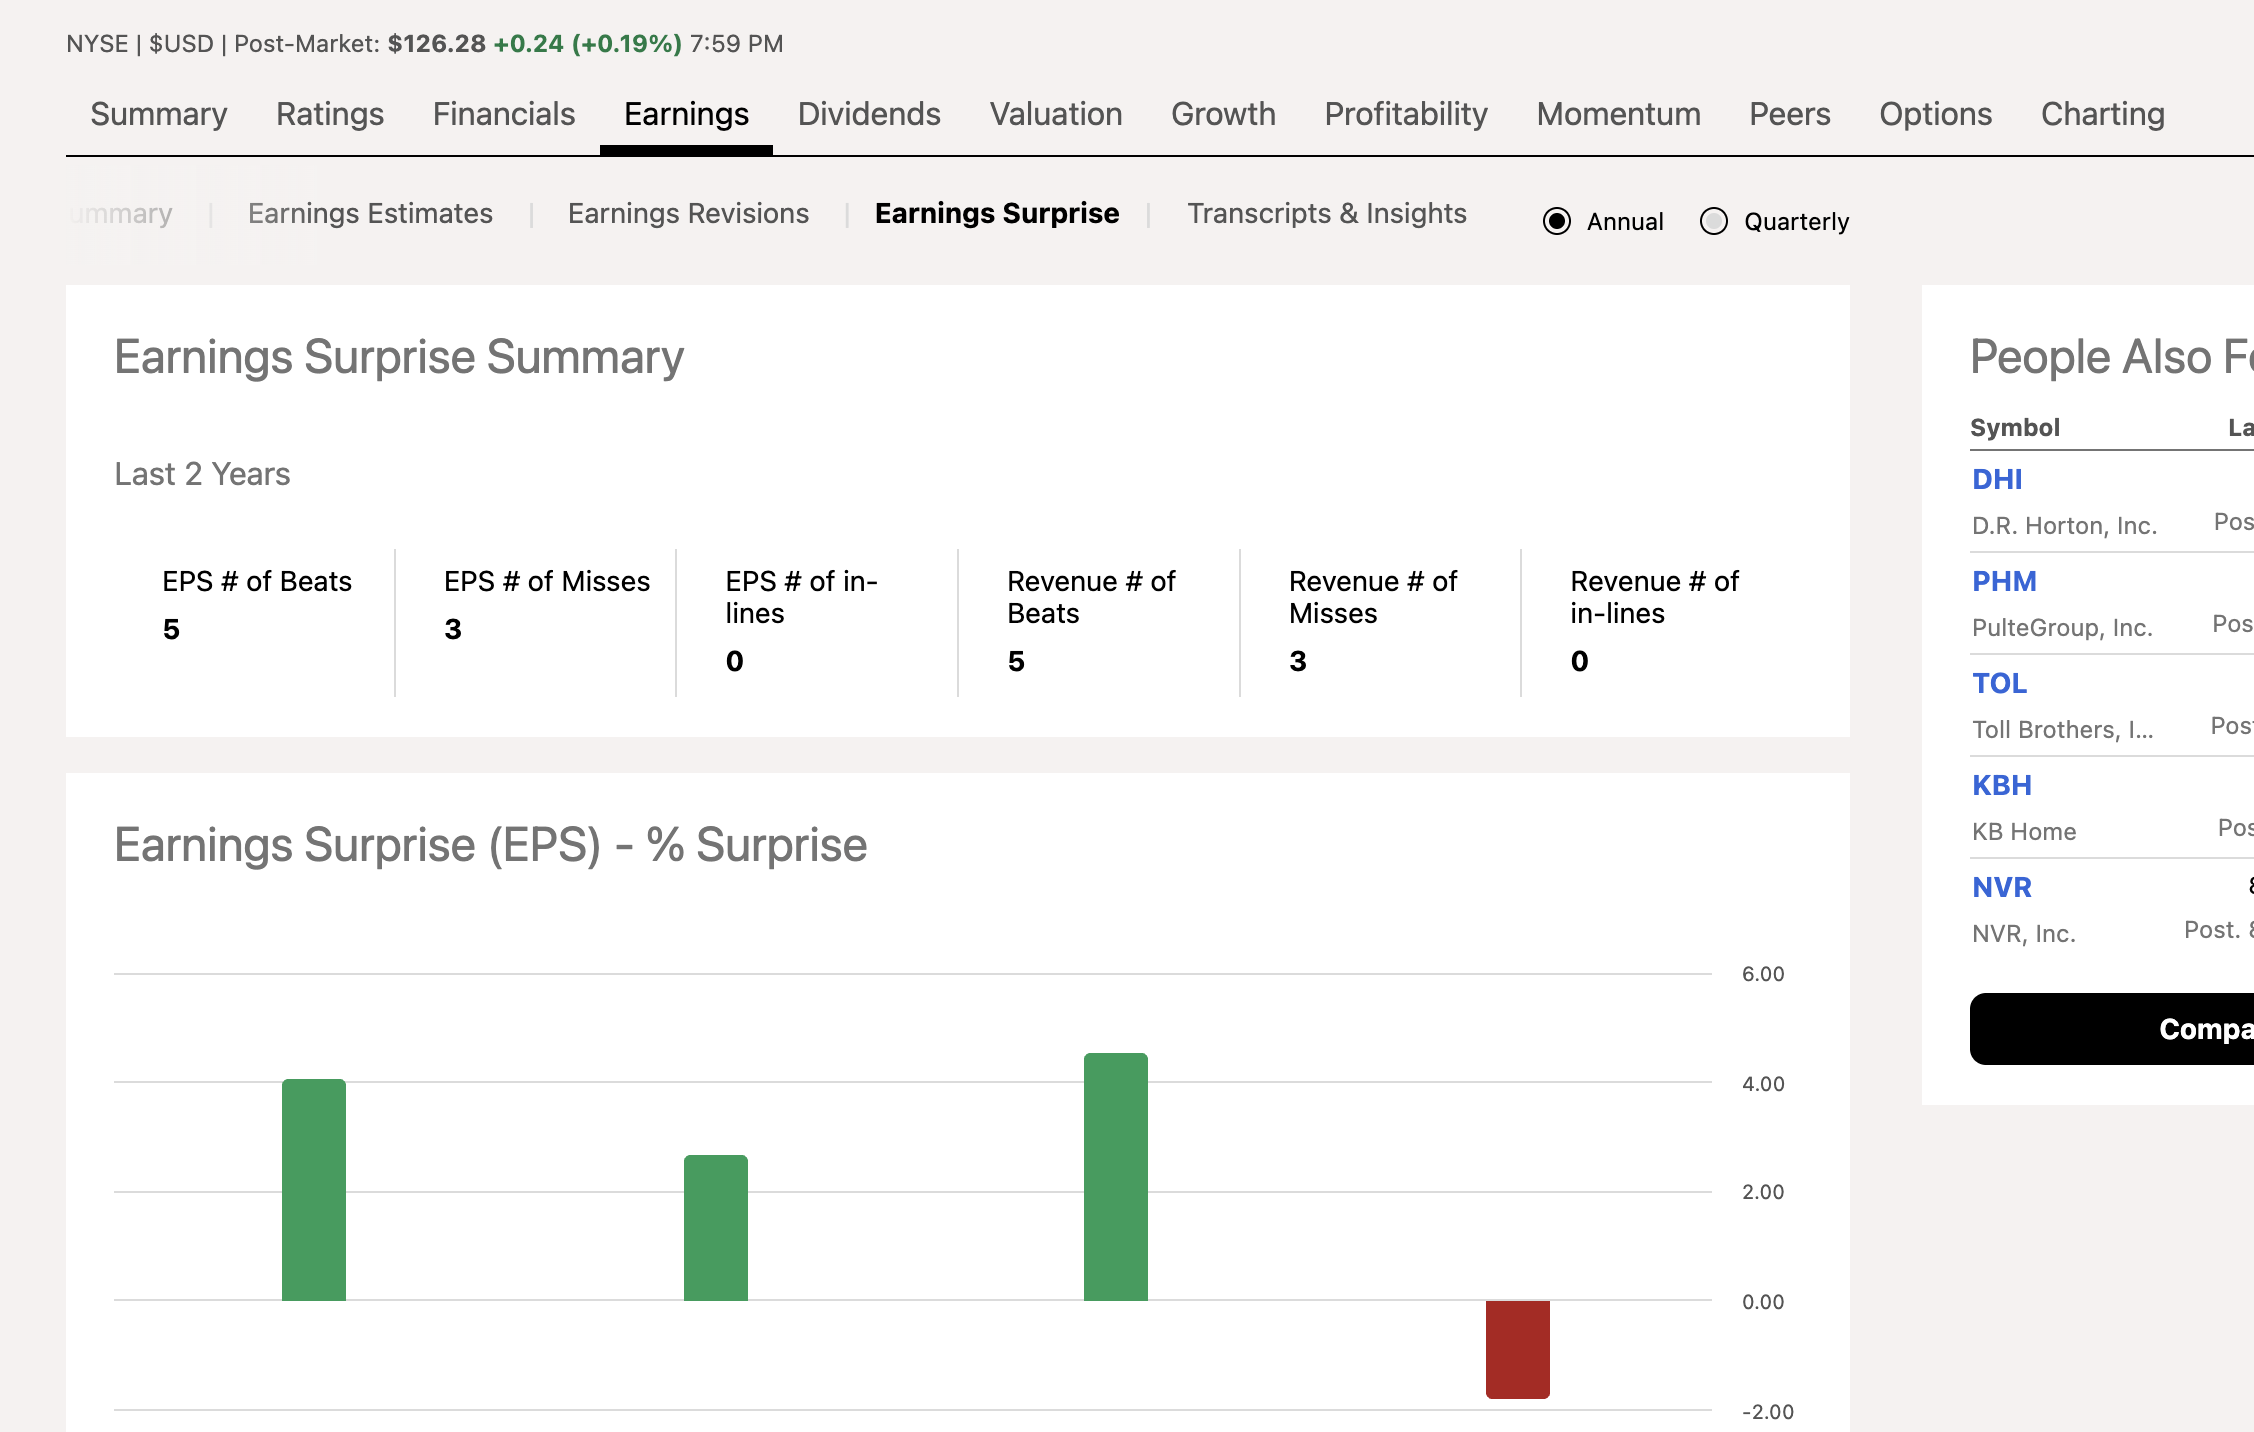 NYSE | $USD | Post-Market: $126.28 +0.24 (+0.19%) 7:59 PM
Summary Ratings Financials Earnings Dividends Valuation Growth Profitability Momentum Peers Options Charting
ummary | Earnings Estimates | Earnings Revisions | Earnings Surprise | Transcripts & Insights Annual Quarterly
Earnings Surprise Summary
Last 2 Years
EPS # of Beats
5
EPS # of Misses
3
EPS # of in-
lines
0
Revenue # of
Beats
5
Revenue # of
Misses
3
Revenue # of
in-lines
0
Earnings Surprise (EPS) - % Surprise
6.00
4.00
2.00
0.00
-2.00
People Also Fo
Symbol La
DHI
D.R. Horton, Inc. Pos
PHM
PulteGroup, Inc. Pos
TOL
Toll Brothers, I... Post
KBH
KB Home Pos
NVR 8
NVR, Inc. Post. 8
Compa